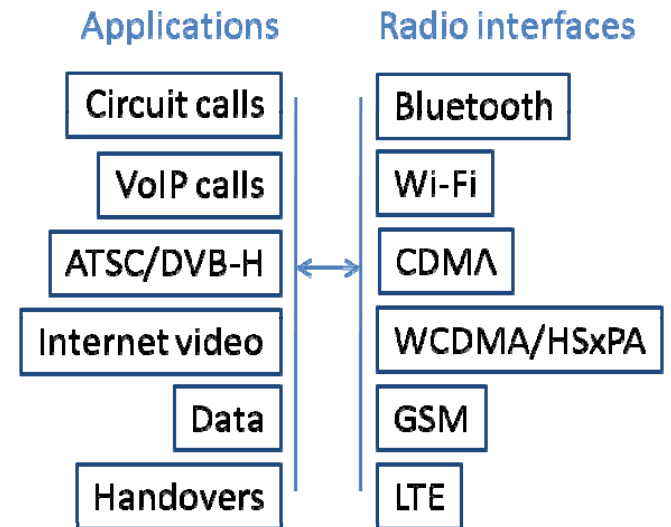 Applications
Radio interfaces
Circuit calls
Bluetooth
VoIP calls
Wi-Fi
ATSC/DVB-H
CDMA
Internet video
WCDMA/HSxPA
Data
GSM
Handovers
LTE